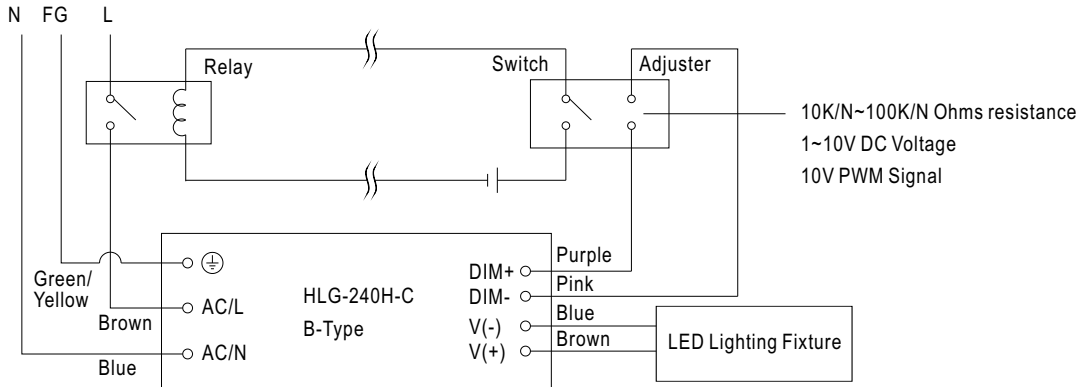 N FG L
Relay
Switch
Adjuster
10K/N~100K/N Ohms resistance
1~10V DC Voltage
10V PWM Signal
Green/
Yellow
Brown
Blue
AC/L
AC/N
HLG-240H-C
B-Type
DIM+
DIM-
V(-)
V(+)
Purple
Pink
Blue
Brown
LED Lighting Fixture